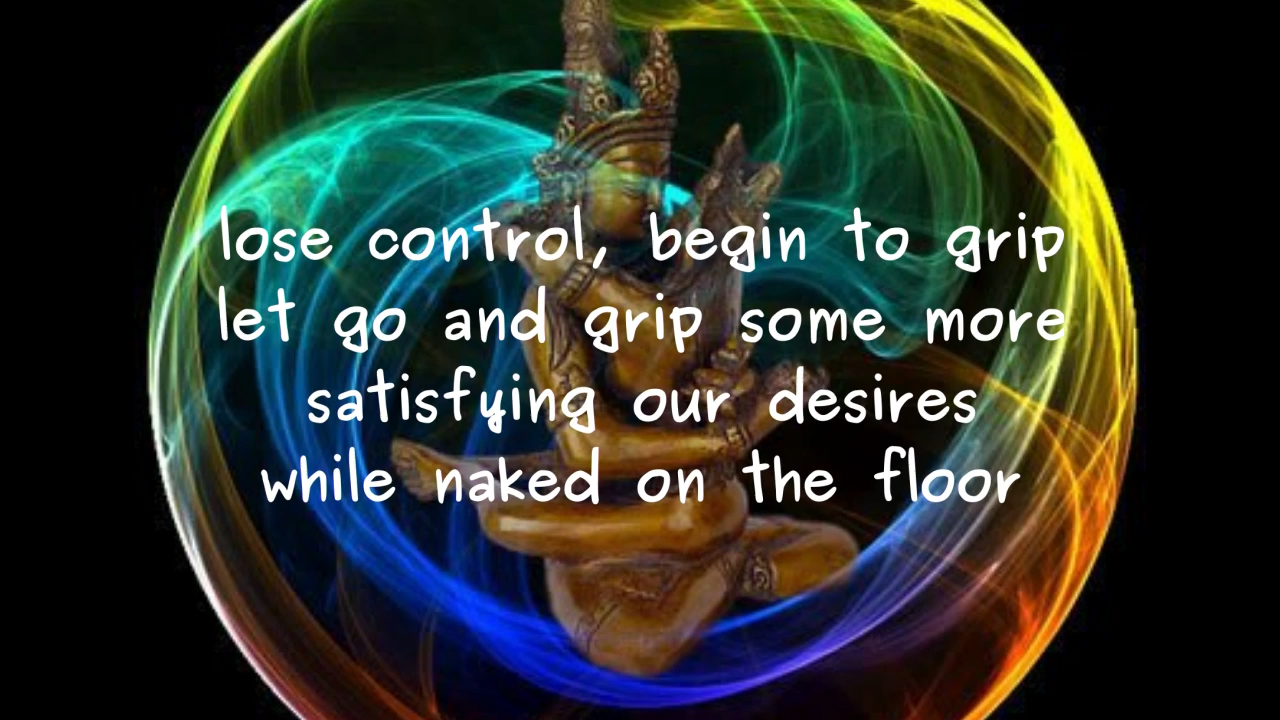 lose control, begin to grip
let go and grip some more
satisfying our desires
while naked on the floor